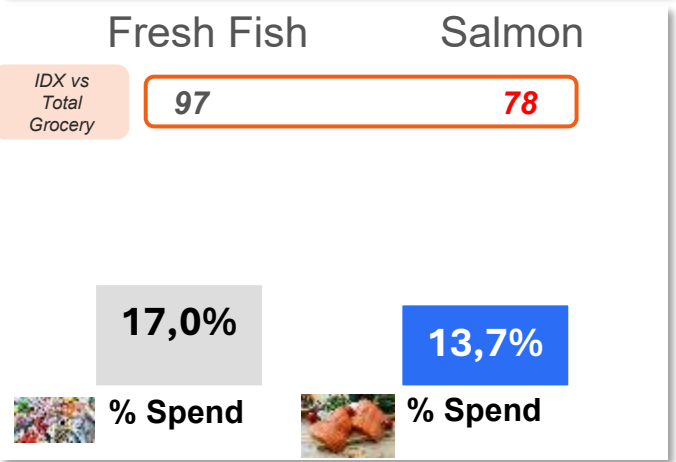 Fresh Fish
Salmon
IDX vs
Total
Grocery
97
78
17,0%
13,7%
% Spend
% Spend